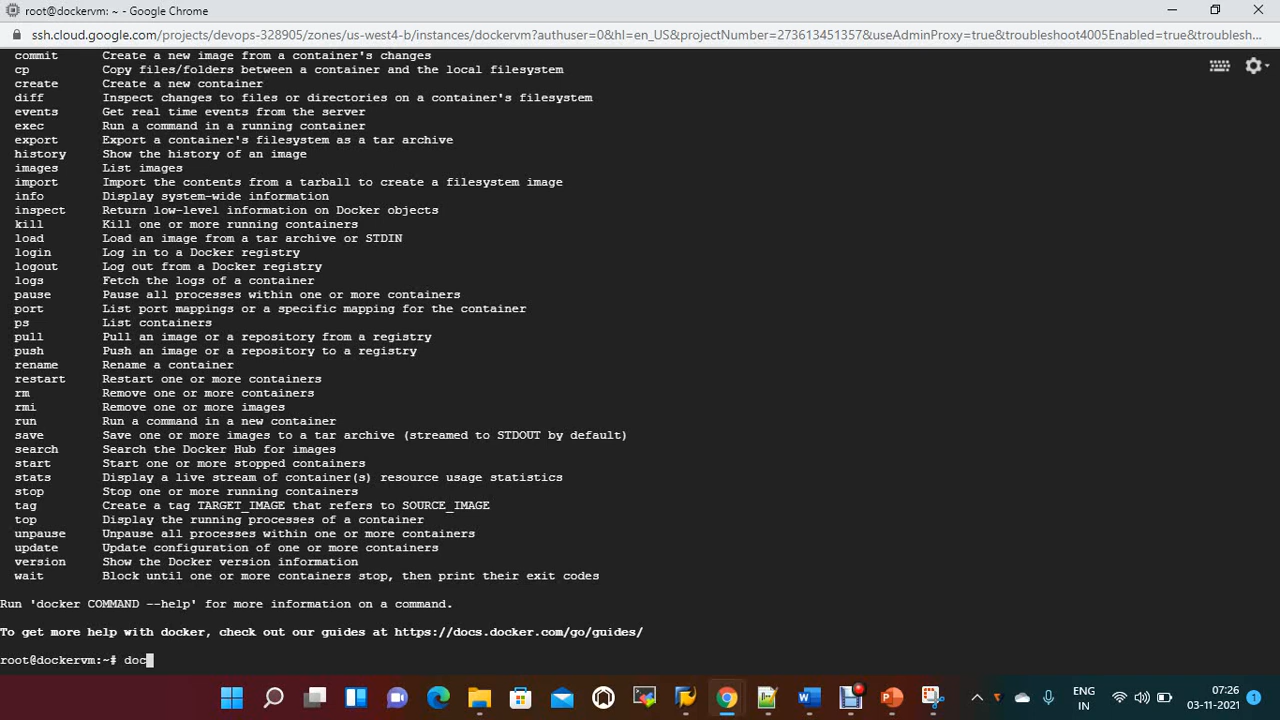 root@dockervm: ~ - Google Chrome
ssh.cloud.google.com/projects/devops-328905/zones/us-west4-b/instances/dockervm?authuser=0&hl=en_US&projectNumber=273613451357&useAdminProxy=true&troubleshoot4005Enabled=true&troublesh...
commit Create a new image from a container's changes
cp Copy files/folders between a container and the local filesystem
create Create a new container
diff Inspect changes to files or directories on a container's filesystem
events Get real time events from the server
exec Run a command in a running container
export Export a container's filesystem as a tar archive
history Show the history of an image
images List images
import Import the contents from a tarball to create a filesystem image
info Display system-wide information
inspect Return low-level information on Docker objects
kill Kill one or more running containers
load Load an image from a tar archive or STDIN
login Log in to a Docker registry
logout Log out from a Docker registry
logs Fetch the logs of a container
pause Pause all processes within one or more containers
port List port mappings or a specific mapping for the container
ps List containers
pull Pull an image or a repository from a registry
push Push an image or a repository to a registry
rename Rename a container
restart Restart one or more containers
rm Remove one or more containers
rmi Remove one or more images
run Run a command in a new container
save Save one or more images to a tar archive (streamed to STDOUT by default)
search Search the Docker Hub for images
start Start one or more stopped containers
stats Display a live stream of container(s) resource usage statistics
stop Stop one or more running containers
tag Create a tag TARGET_IMAGE that refers to SOURCE_IMAGE
top Display the running processes of a container
unpause Unpause all processes within one or more containers
update Update configuration of one or more containers
version Show the Docker version information
wait Block until one or more containers stop, then print their exit codes
Run 'docker COMMAND --help' for more information on a command.
To get more help with docker, check out our guides at https://docs.docker.com/go/guides/
root@dockervm:~# doc
ENG
IN
07:26
03-11-2021
1